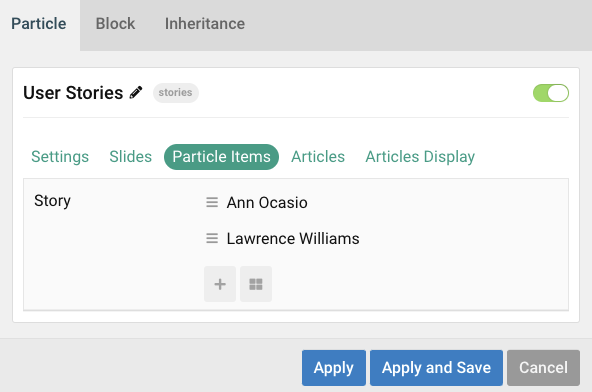 Particle Block Inheritance
User Stories stories
Settings Slides Particle Items Articles Articles Display
Story
Ann Ocasio
Lawrence Williams
Apply Apply and Save Cancel